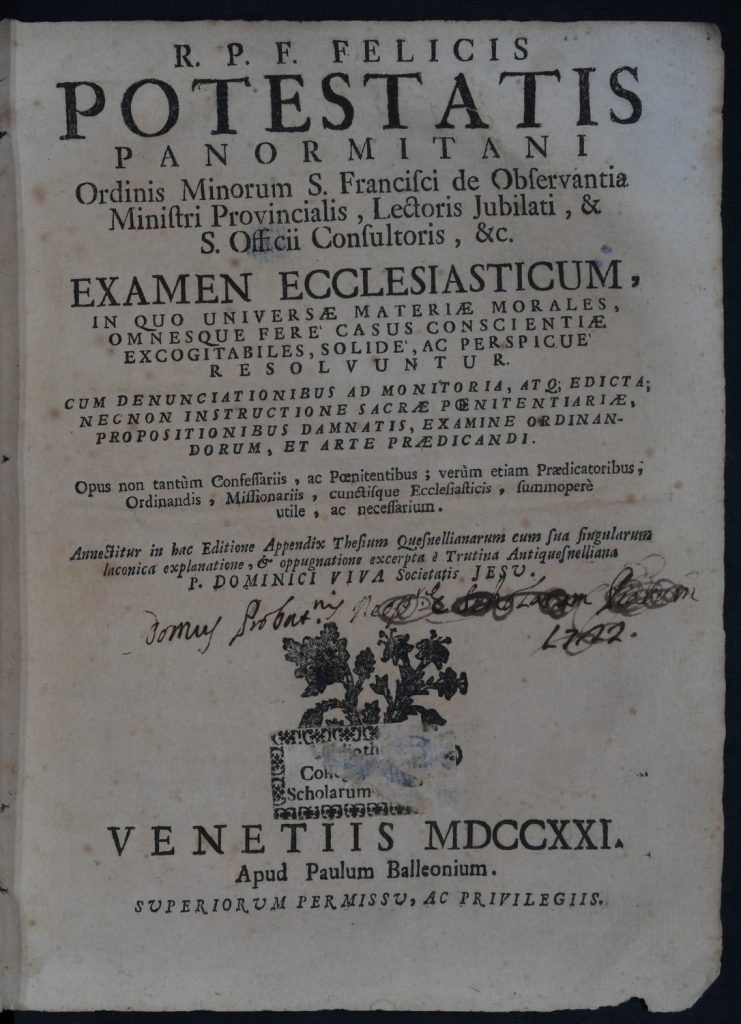 R. P. F. FELICIS
POTESTATIS
PANORMITANI
Ordinis Minorum S. Franciſci de Obſervantia
Miniſtri Provincialis, Lectoris Jubilati, &
S. Officii Conſultoris, &c.
EXAMEN ECCLESIASTICUM,
IN QUO UNIVERSÆ MATERIÆ MORALES,
OMNESQUE FERE' CASUS CONSCIENTIÆ
EXCOGITABILES, SOLIDE', AC PERSPICUE'
RESOLVUNTUR.
CUM DENUNCIATIONIBUS AD MONITORIA, ATQ; EDICTA;
NECNON INSTRUCTIONE SACRÆ PŒNITENTIARIÆ,
PROPOSITIONIBUS DAMNATIS, EXAMINE ORDINAN-
DORUM, ET ARTE PRÆDICANDI.
Opus non tantùm Confeſſariis, ac Pœnitentibus; verùm etiam Prædicatoribus,
Ordinandis, Miſſionariis, cunctiſque Eccleſiaſticis, ſummoperè
utile, ac neceſſarium.
Annectitur in hac Editione Appendix Theſium Queſnellianarum cum ſua ſingularum
laconica explanatione, & oppugnatione excerpta è Trutina Antiqueſnelliana
P. DOMINICI VIVA Societatis JESU.
Domus Scholarum Piarum
1722.
Scholarum
VENETIIS MDCCXXI.
Apud Paulum Balleonium.
SUPERIORUM PERMISSU, AC PRIVILEGIIS.